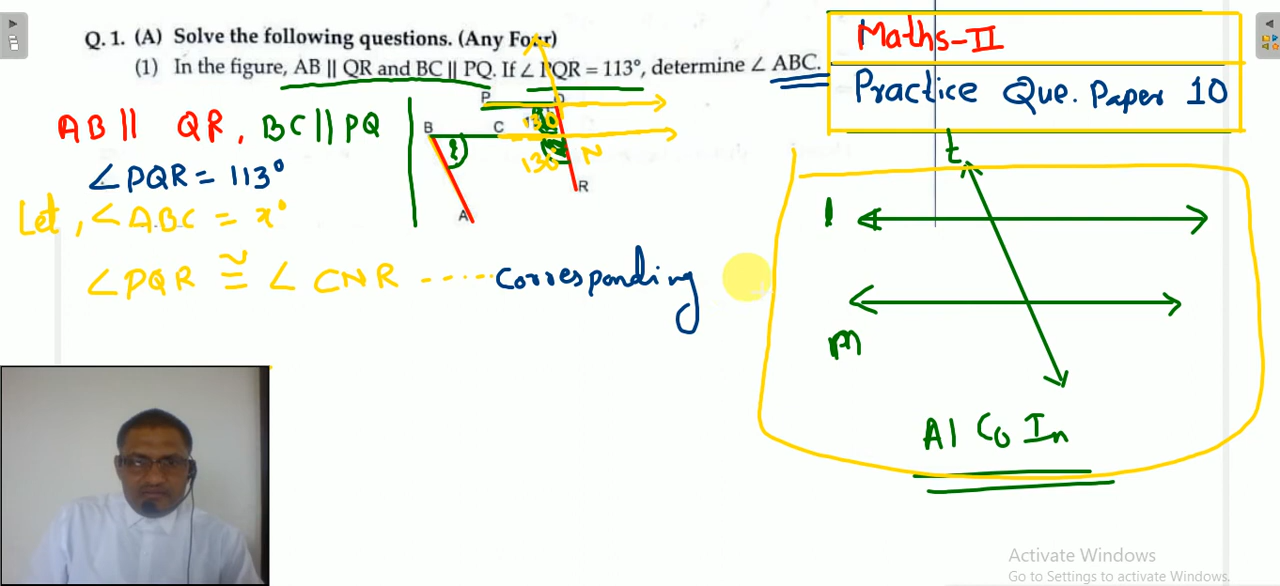 Q. 1. (A) Solve the following questions. (Any Four)
(1) In the figure, AB || QR and BC || PQ. If ∠ PQR = 113°, determine ∠ ABC.
Maths-II
Practice Que. Paper 10
AB || QR, BC || PQ
∠PQR = 113°
Let, ∠ABC = x°
∠PQR ≅ ∠ CNR ----- Corresponding
P
B
C
130
130
N
R
A
t
l
m
Al Co In
Activate Windows
Go to Settings to activate Windows.